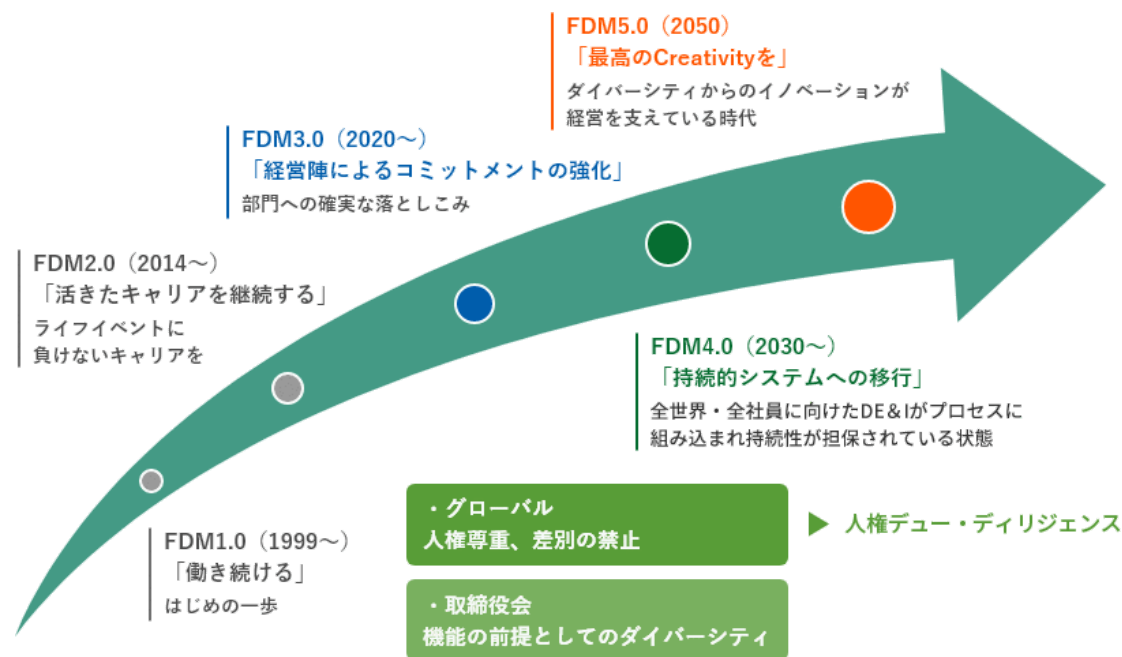 FDM5.0（2050）
「最高のCreativityを」
ダイバーシティからのイノベーションが
経営を支えている時代
FDM3.0（2020〜）
「経営陣によるコミットメントの強化」
部門への確実な落としこみ
FDM2.0（2014〜）
「活きたキャリアを継続する」
ライフイベントに
負けないキャリアを
FDM4.0（2030〜）
「持続的システムへの移行」
全世界・全社員に向けたDE＆Iがプロセスに
組み込まれ持続性が担保されている状態
FDM1.0（1999〜）
「働き続ける」
はじめの一歩
・グローバル
人権尊重、差別の禁止
▶ 人権デュー・ディリジェンス
・取締役会
機能の前提としてのダイバーシティ